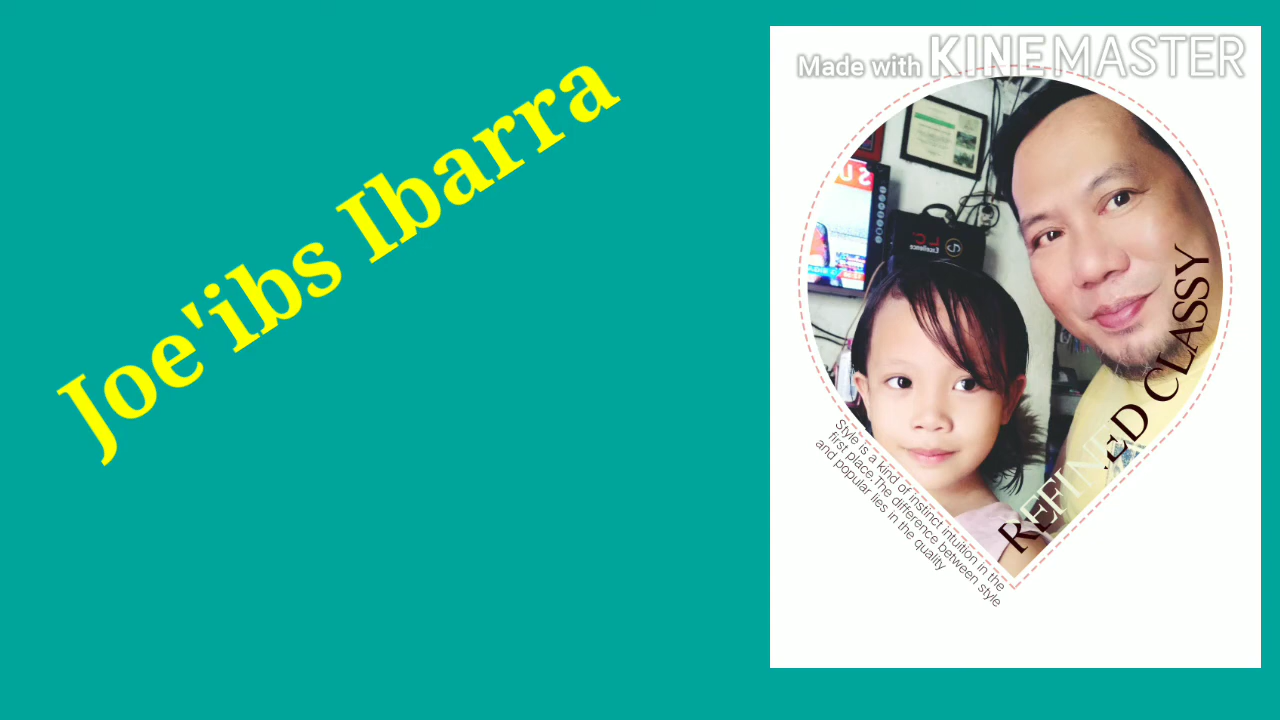 Joe'ibs Ibarra
Made with KINEMASTER
REFINED CLASSY
Style is a kind of instinct intuition in the
first place.The difference between style
and popular lies in the quality